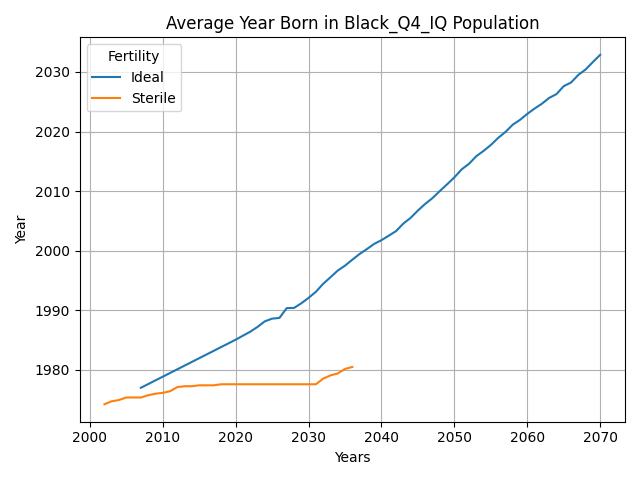 Average Year Born in Black_Q4_IQ Population
Fertility
Ideal
Sterile
Year
2030
2020
2010
2000
1990
1980
2000 2010 2020 2030 2040 2050 2060 2070
Years